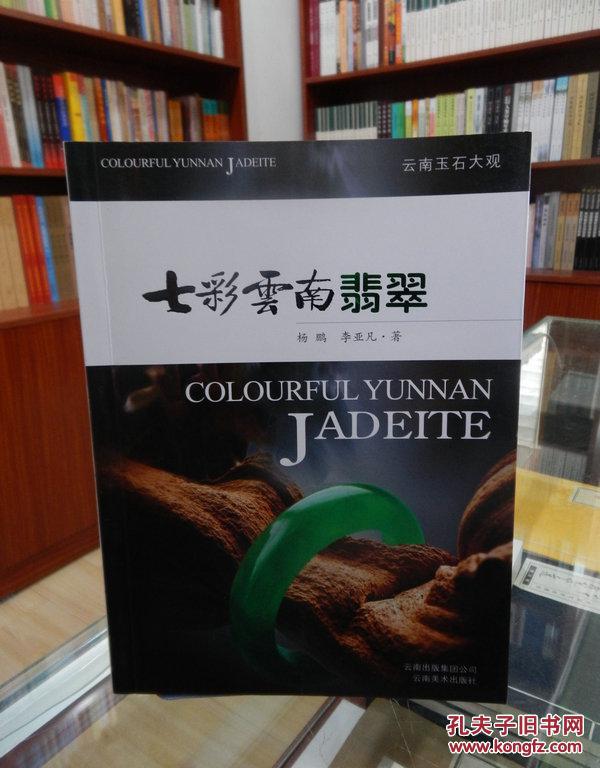 COLOURFUL YUNNAN JADEITE
云南玉石大观
七彩雲南翡翠
杨鹏 李亚凡·著
COLOURFUL YUNNAN
JADEITE
云南出版集团公司
云南美术出版社
孔夫子旧书网
www.kongfz.com